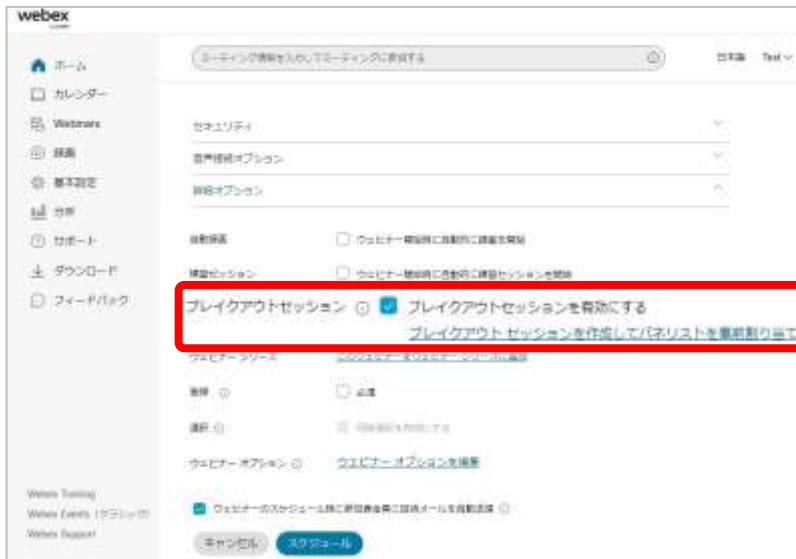 webex
ミーティング情報を入力してミーティングに参加する
日本語 Test
ホーム
カレンダー
Webinars
録画
基本設定
分析
サポート
ダウンロード
フィードバック
セキュリティ
音声接続オプション
詳細オプション
自動録画 ウェビナー開始時に自動的に録画を開始
練習セッション ウェビナー開始時に自動的に練習セッションを開始
ブレイクアウトセッション ブレイクアウトセッションを有効にする
ブレイクアウト セッションを作成してパネリストを事前割り当て
ウェビナー シリーズ このウェビナーをウェビナー シリーズに追加
登録 必須
通訳
ウェビナー オプション ウェビナー オプションを編集
ウェビナーのスケジュール時に参加者全員に招待メールを自動送信
キャンセル スケジュール
Webex Training
Webex Events (クラシック)
Webex Support